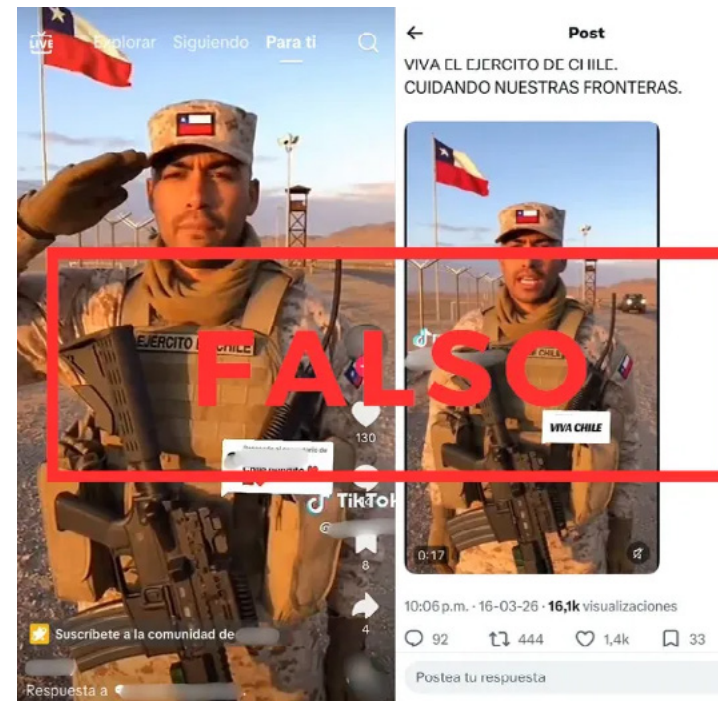 LIVE
Explorar Siguiendo Para ti
EJERCITO DE CHILE
FALSO
130
TikTok
8
4
Suscríbete a la comunidad de
Respuesta a
Post
VIVA EL EJERCITO DE CHILE.
CUIDANDO NUESTRAS FRONTERAS.
CHILE
VIVA CHILE
0:17
10:06 p.m. · 16-03-26 · 16,1k visualizaciones
92 444 1,4k 33
Postea tu respuesta